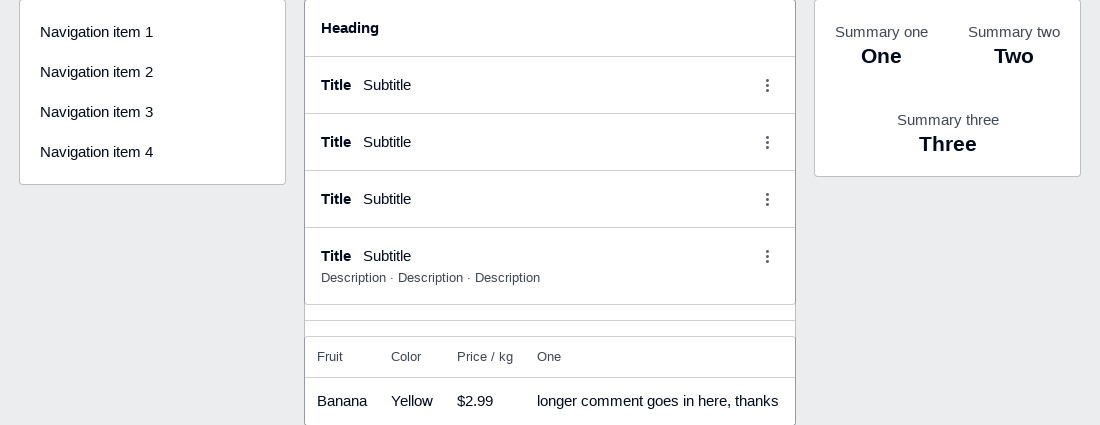 Navigation item 1
Navigation item 2
Navigation item 3
Navigation item 4
Heading
Title Subtitle
Title Subtitle
Title Subtitle
Title Subtitle
Description · Description · Description
Fruit Color Price / kg One
Banana Yellow $2.99 longer comment goes in here, thanks
Summary one Summary two
One Two
Summary three
Three